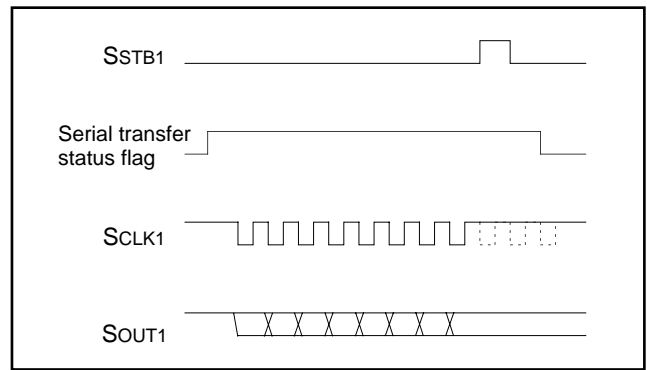 SSTB1
Serial transfer
status flag
SCLK1
SOUT1